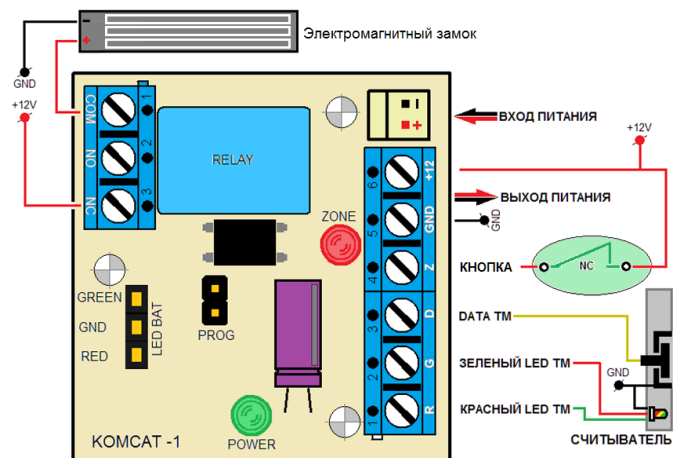 Электромагнитный замок
−
+
GND
+12V
COM
1
NO
2
NC
3
RELAY
− +
ВХОД ПИТАНИЯ
+12V
+12
6
ВЫХОД ПИТАНИЯ
GND
5
GND
ZONE
Z
4
КНОПКА
NC
GREEN
GND
RED
LED BAT
PROG
D
3
DATA TM
G
2
ЗЕЛЕНЫЙ LED TM
GND
R
1
КРАСНЫЙ LED TM
СЧИТЫВАТЕЛЬ
POWER
КОМСАТ -1